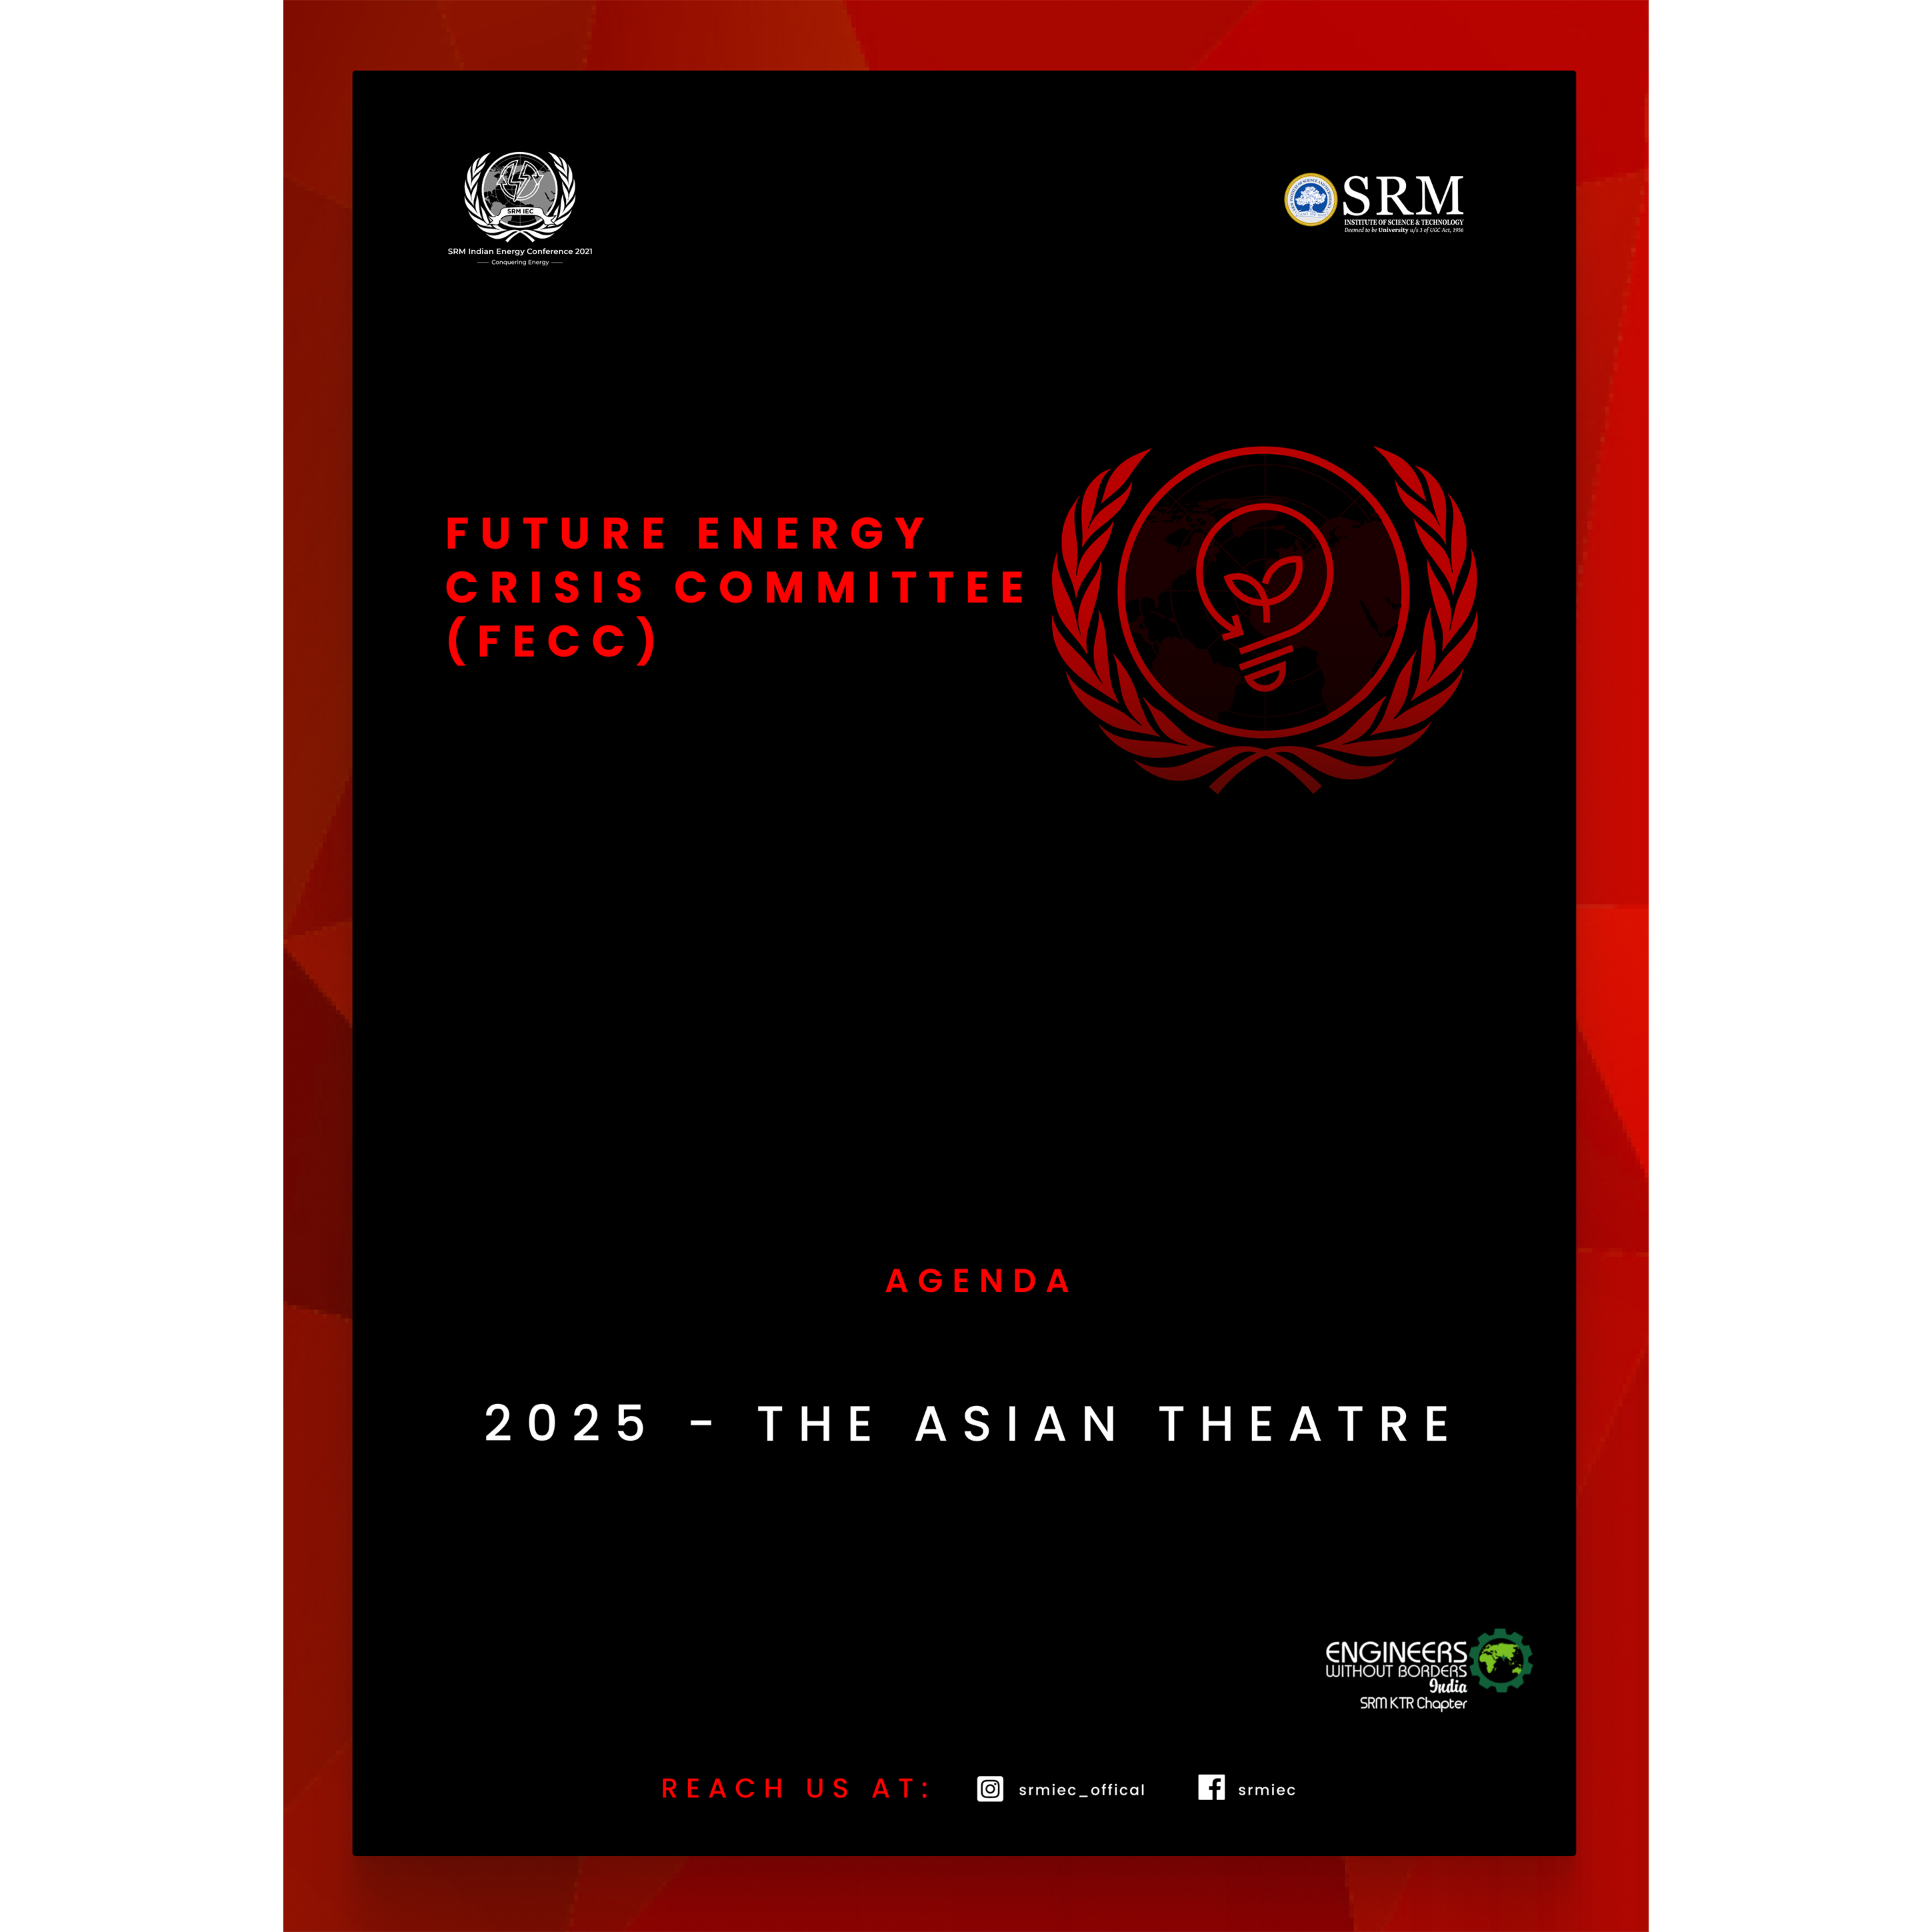 SRM IEC
SRM Indian Energy Conference 2021
Conquering Energy
SRM
INSTITUTE OF SCIENCE & TECHNOLOGY
Deemed to be University u/s 3 of UGC Act, 1956
FUTURE ENERGY
CRISIS COMMITTEE
(FECC)
AGENDA
2025 - THE ASIAN THEATRE
ENGINEERS
WITHOUT BORDERS
India
SRM KTR Chapter
REACH US AT: srmiec_offical srmiec